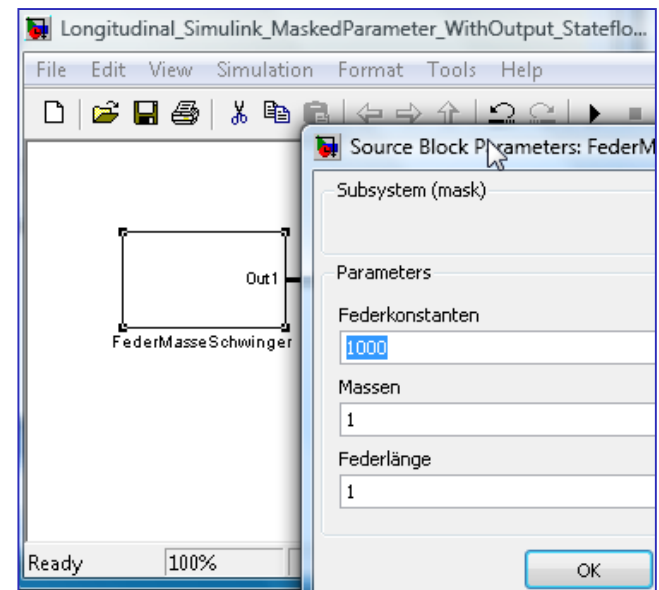 Longitudinal_Simulink_MaskedParameter_WithOutput_Stateflo...
File Edit View Simulation Format Tools Help
Source Block Parameters: FederM
Subsystem (mask)
Out1
FederMasseSchwinger
Parameters
Federkonstanten
1000
Massen
1
Federlänge
1
Ready 100%
OK